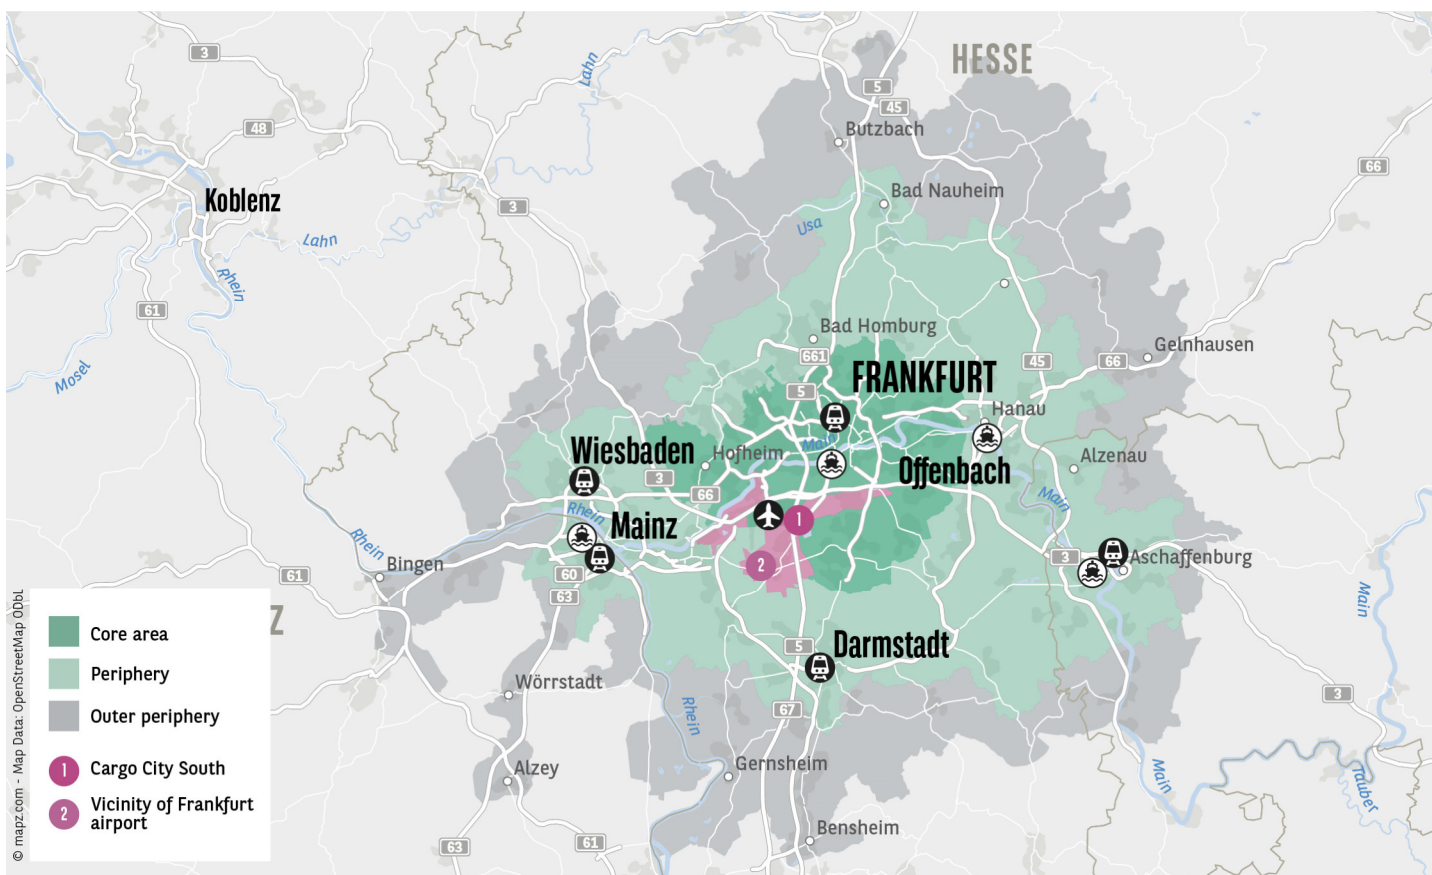 HESSE
3
5
45
Butzbach
48
Lahn
66
Koblenz
3
Bad Nauheim
Usa
Lahn
Rhein
61
Bad Homburg
Gelnhausen
661
45
66
Mosel
5
FRANKFURT
Hanau
Main
Wiesbaden
Hofheim
Offenbach
Alzenau
3
66
Main
Rhein
Mainz
1
Rhein
Bingen
2
3
Aschaffenburg
61
60
63
Main
Z
5
Darmstadt
Wörrstadt
3
Rhein
67
Alzey
Gernsheim
Main
Tauber
Bensheim
63
61
Core area
Periphery
Outer periphery
1
Cargo City South
2
Vicinity of Frankfurt
airport
© mapz.com - Map Data: OpenStreetMap ODbL